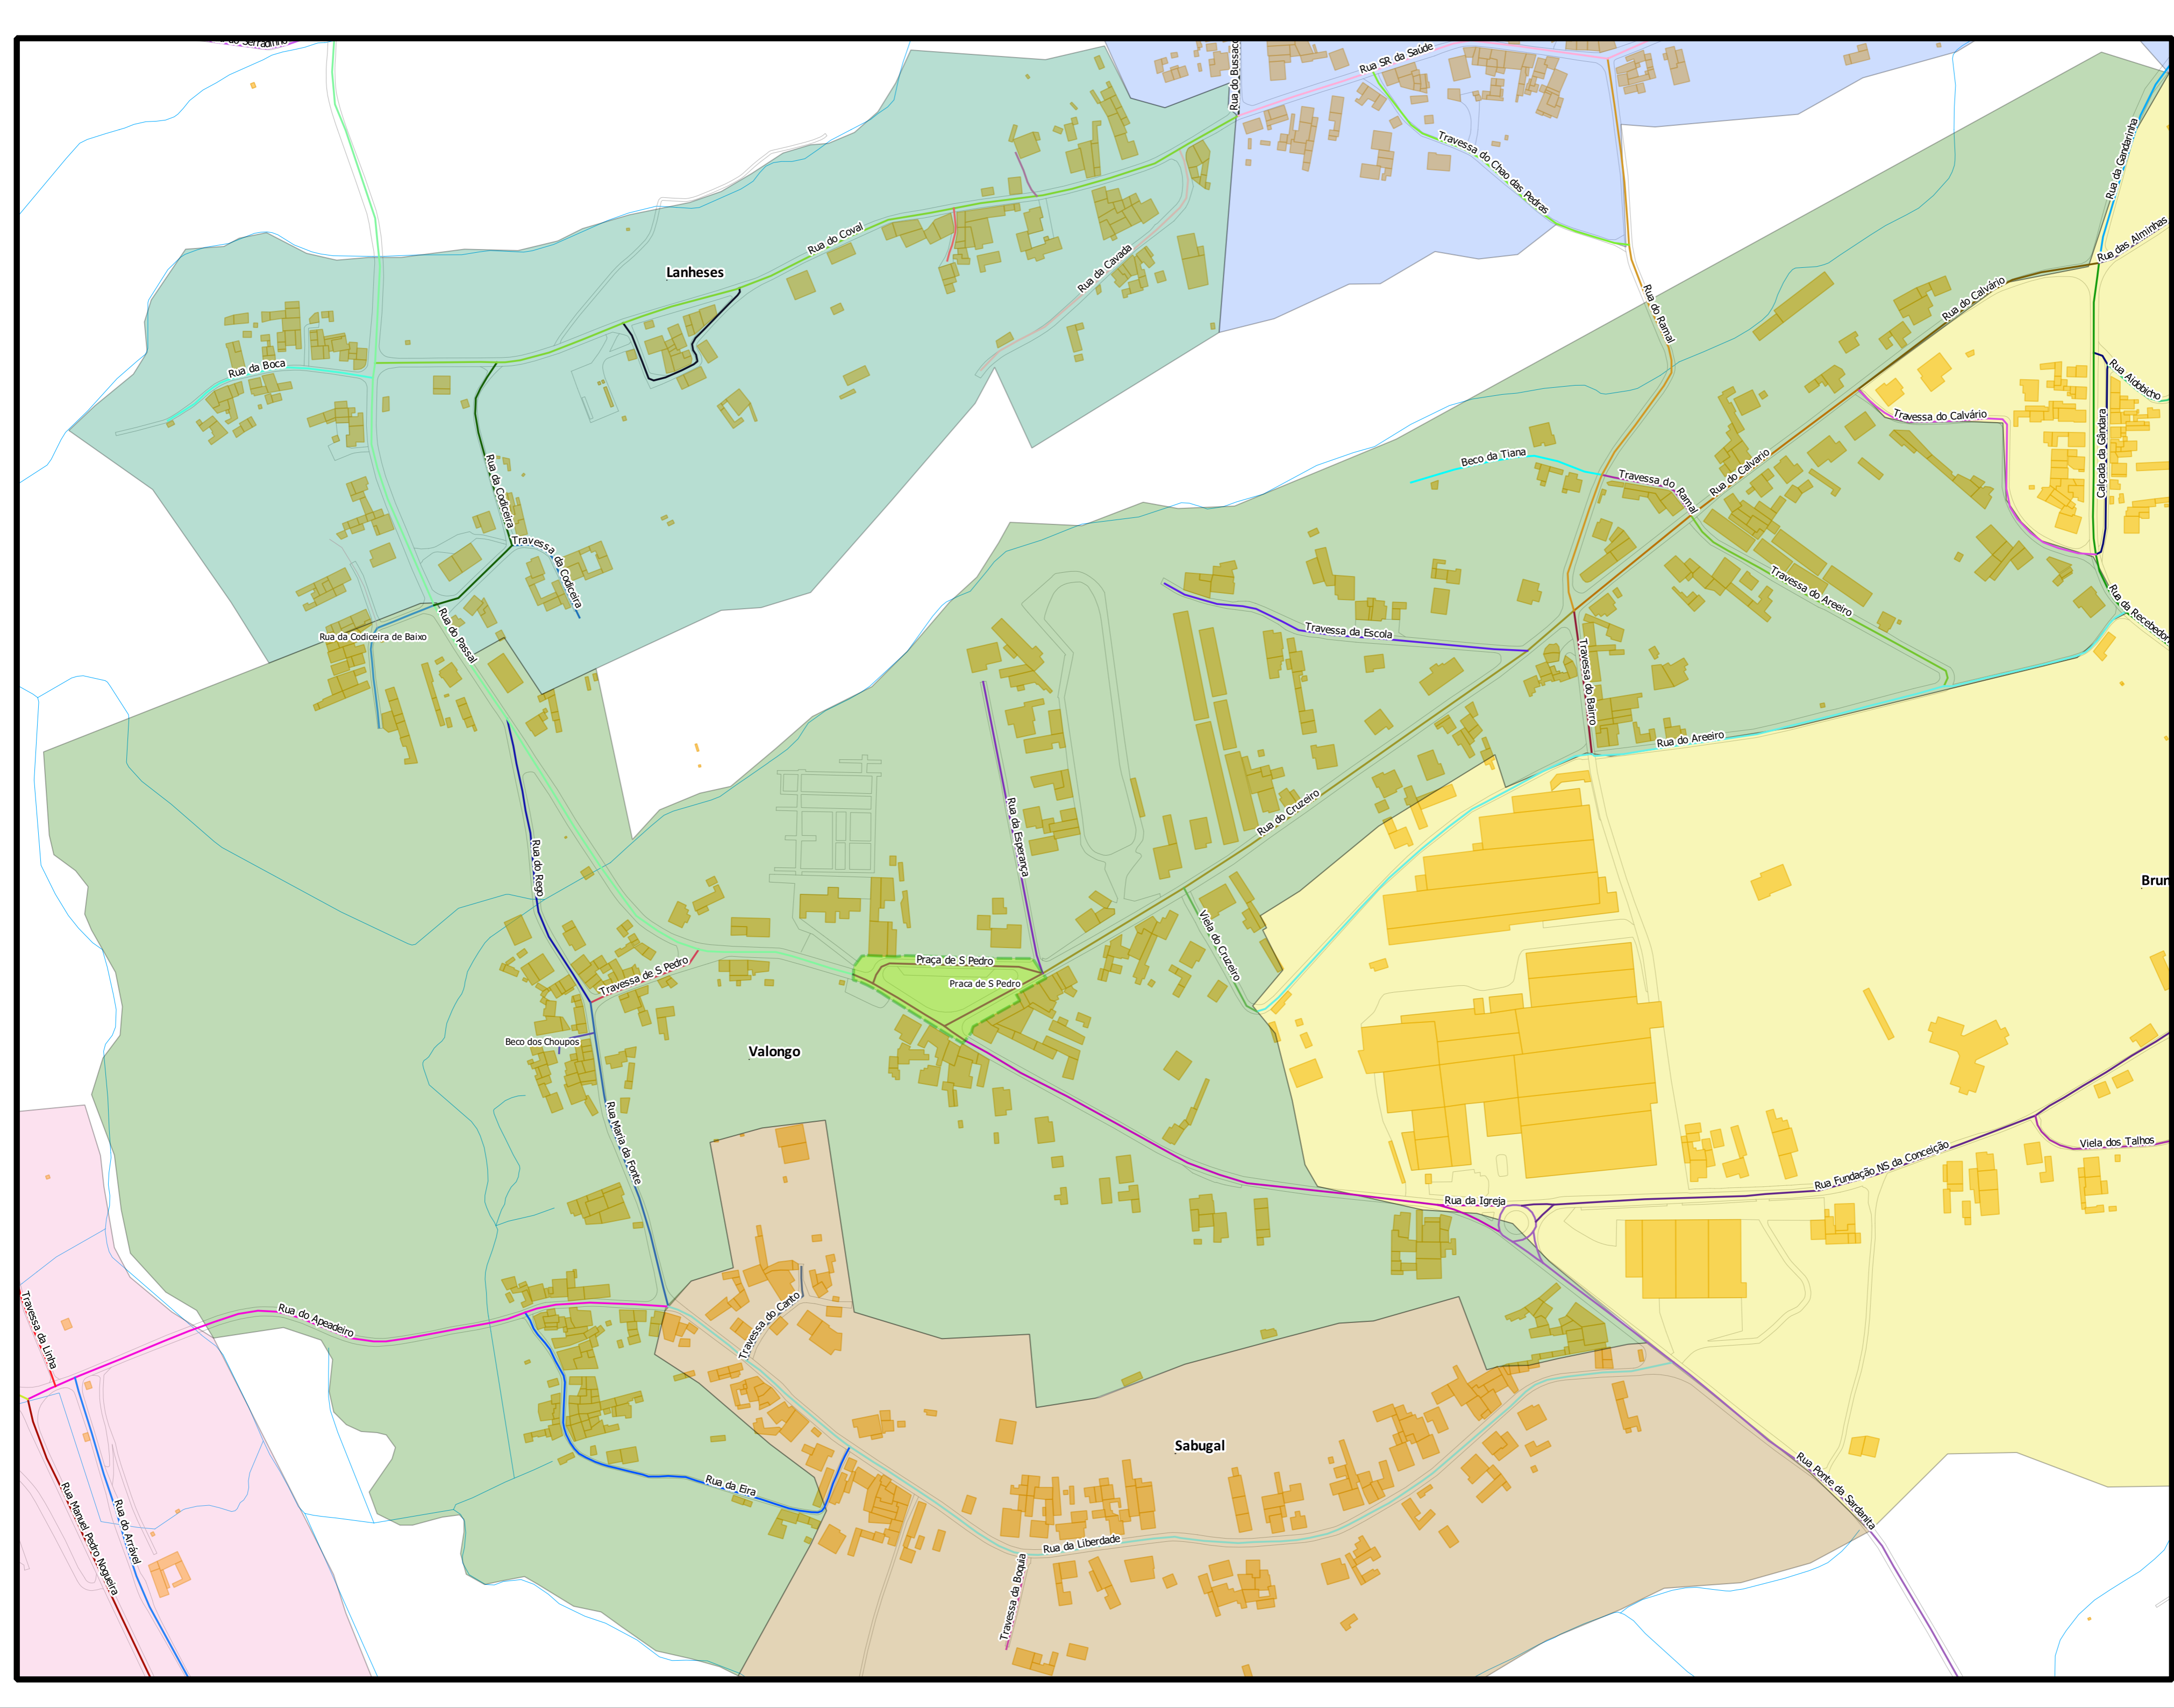 Rua do Bussaco
Rua SR da Saúde
Rua da Gandarinha
Travessa do Chao das Pedras
Rua das Alminhas
Rua do Coval
Rua da Cavada
Lanheses
Rua do Ramal
Rua do Calvário
Rua da Boca
Rua Aidobicho
Travessa do Calvário
Calçada da Gândara
Beco da Tiana
Travessa do Ramal
Rua do Calvario
Rua da Codiceira
Travessa da Codiceira
Travessa do Areeiro
Rua da Codiceira de Baixo
Rua do Passal
Travessa da Escola
Travessa do Bairro
Rua do Areeiro
Rua da Esperança
Rua do Cruzeiro
Rua do Rego
Brun
Viela do Cruzeiro
Praça de S Pedro
Praca de S Pedro
Travessa de S Pedro
Beco dos Choupos
Valongo
Rua Maria da Fonte
Viela dos Talhos
Rua Fundação NS da Conceição
Rua da Igreja
Travessa da Linha
Rua do Apeadeiro
Travessa do Canto
Sabugal
Rua da Eira
Rua Ponte da Sardanita
Rua Manuel Pedro Nogueira
Rua do Arrável
Rua da Liberdade
Travessa da Boquia